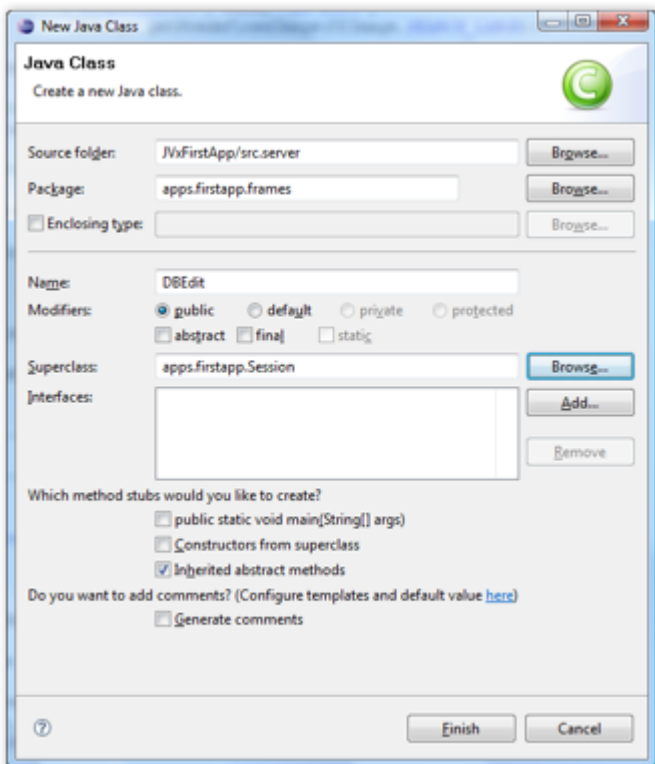 New Java Class
Java Class
Create a new Java class.
Source folder: JVxFirstApp/src.server Browse...
Package: apps.firstapp.frames Browse...
Enclosing type: Browse...
Name: DBEdit
Modifiers: public default private protected
abstract final static
Superclass: apps.firstapp.Session Browse...
Interfaces: Add...
Remove
Which method stubs would you like to create?
public static void main(String[] args)
Constructors from superclass
Inherited abstract methods
Do you want to add comments? (Configure templates and default value here)
Generate comments
Finish Cancel